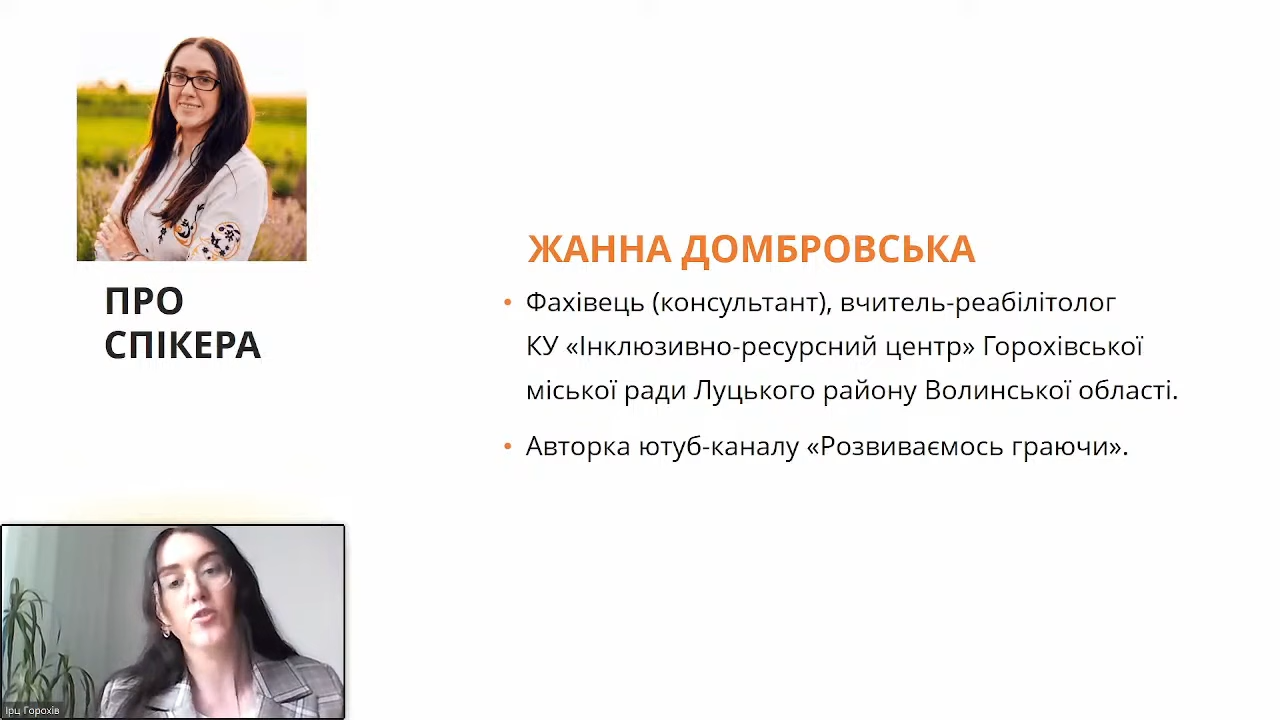 ПРО
СПІКЕРА
ЖАННА ДОМБРОВСЬКА
• Фахівець (консультант), вчитель-реабілітолог
КУ «Інклюзивно-ресурсний центр» Горохівської
міської ради Луцького району Волинської області.
• Авторка ютуб-каналу «Розвиваємось граючи».
Ірц Горохів